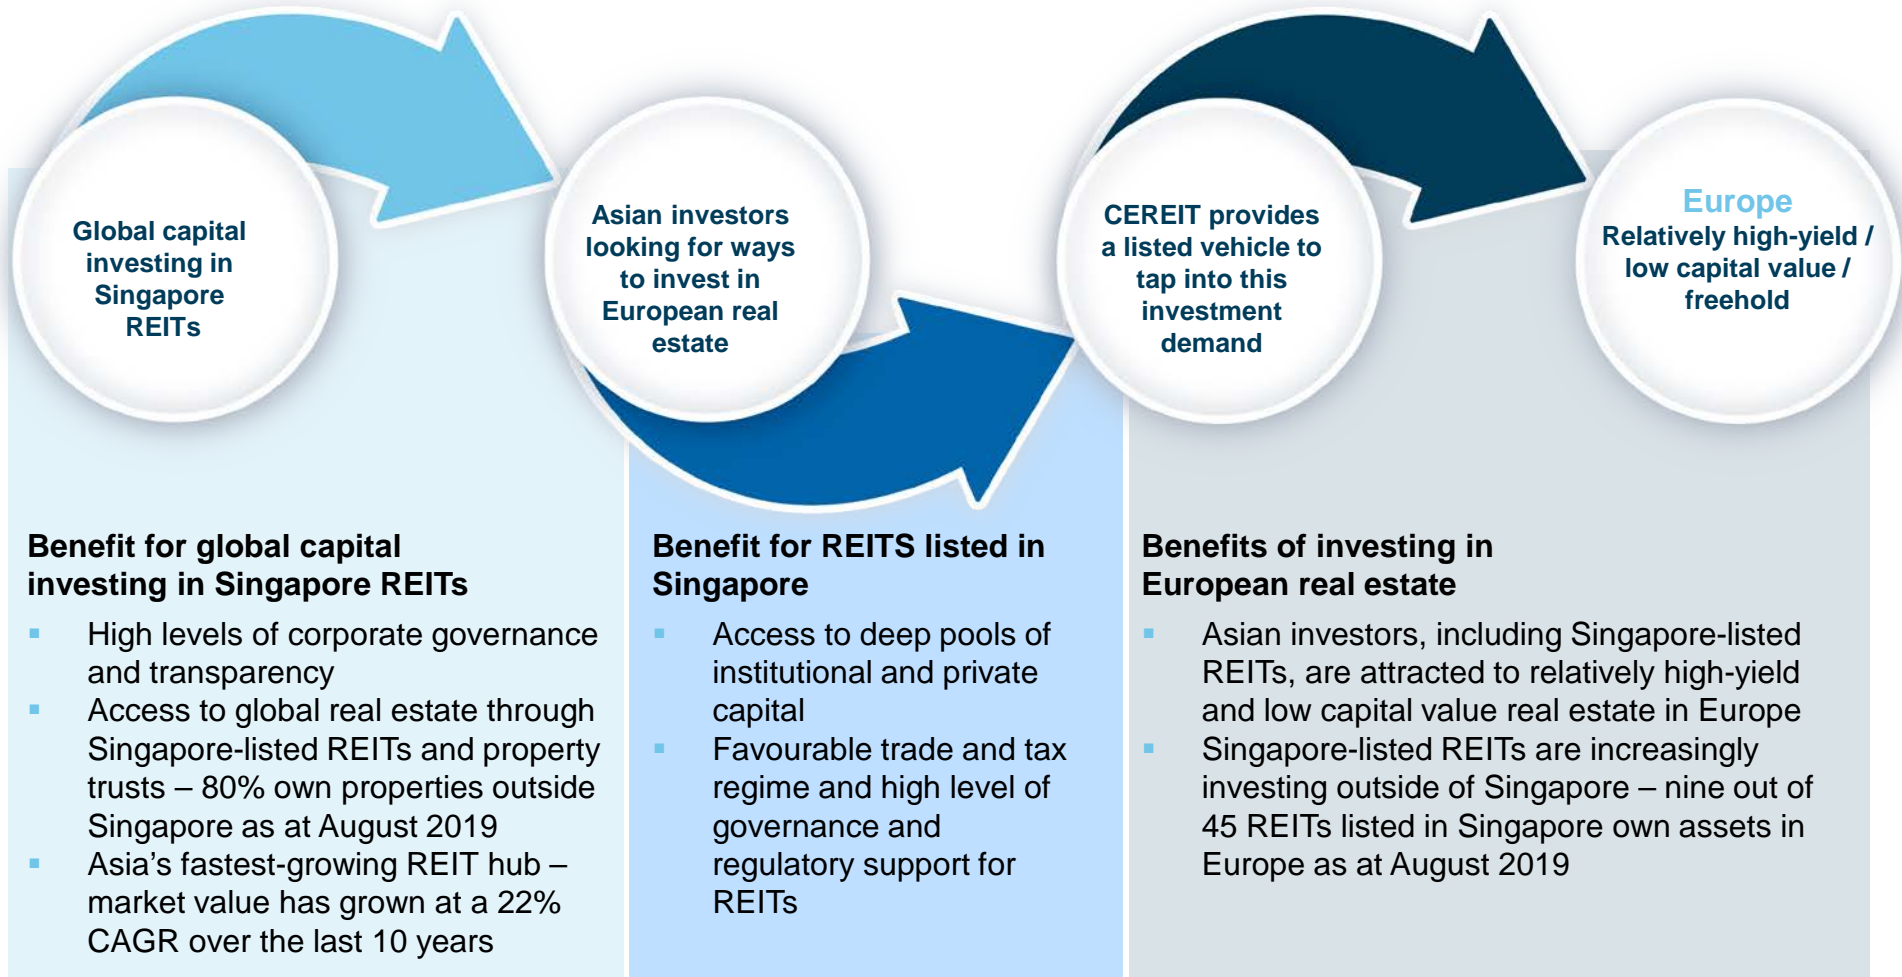 Global capital
investing in
Singapore
REITs
Asian investors
looking for ways
to invest in
European real
estate
CEREIT provides
a listed vehicle to
tap into this
investment
demand
Europe
Relatively high-yield /
low capital value /
freehold
Benefit for global capital
investing in Singapore REITs
▪ High levels of corporate governance
and transparency
▪ Access to global real estate through
Singapore-listed REITs and property
trusts – 80% own properties outside
Singapore as at August 2019
▪ Asia’s fastest-growing REIT hub –
market value has grown at a 22%
CAGR over the last 10 years
Benefit for REITS listed in
Singapore
▪ Access to deep pools of
institutional and private
capital
▪ Favourable trade and tax
regime and high level of
governance and
regulatory support for
REITs
Benefits of investing in
European real estate
▪ Asian investors, including Singapore-listed
REITs, are attracted to relatively high-yield
and low capital value real estate in Europe
▪ Singapore-listed REITs are increasingly
investing outside of Singapore – nine out of
45 REITs listed in Singapore own assets in
Europe as at August 2019